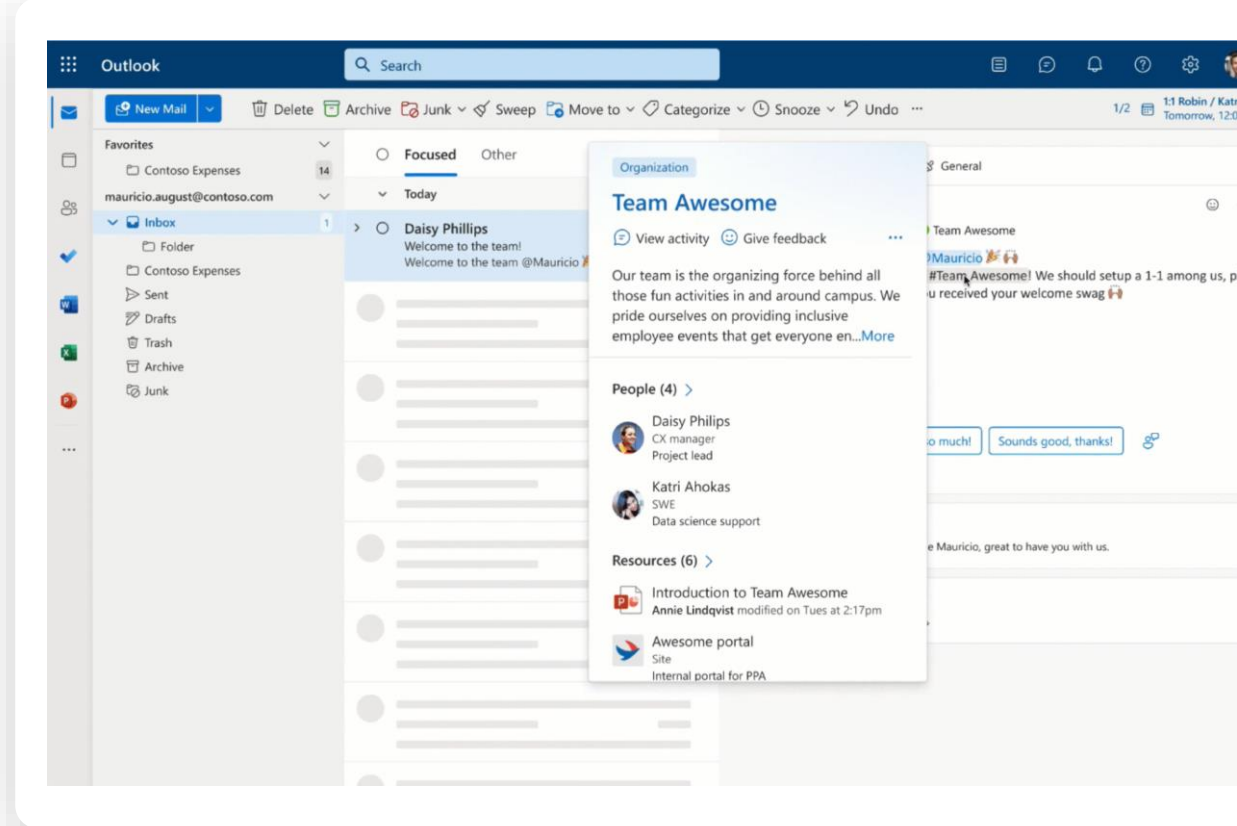 Outlook
Search
New Mail
Delete
Archive
Junk
Sweep
Move to
Categorize
Snooze
Undo
1/2
1:1 Robin /
Tomorrow,
Favorites
Contoso Expenses
14
mauricio.august@contoso.com
Inbox
1
Folder
Contoso Expenses
Sent
Drafts
Trash
Archive
Junk
Focused
Other
Today
Daisy Phillips
Welcome to the team!
Welcome to the team @Mauricio
Organization
Team Awesome
View activity
Give feedback
Our team is the organizing force behind all
those fun activities in and around campus. We
pride ourselves on providing inclusive
employee events that get everyone en...More
People (4)
Daisy Philips
CX manager
Project lead
Katri Ahokas
SWE
Data science support
Resources (6)
Introduction to Team Awesome
Annie Lindqvist modified on Tues at 2:17pm
Awesome portal
Site
Internal portal for PPA
General
Team Awesome
@Mauricio
#Team Awesome! We should setup a 1-1 among us,
received your welcome swag
so much!
Sounds good, thanks!
Mauricio, great to have you with us.